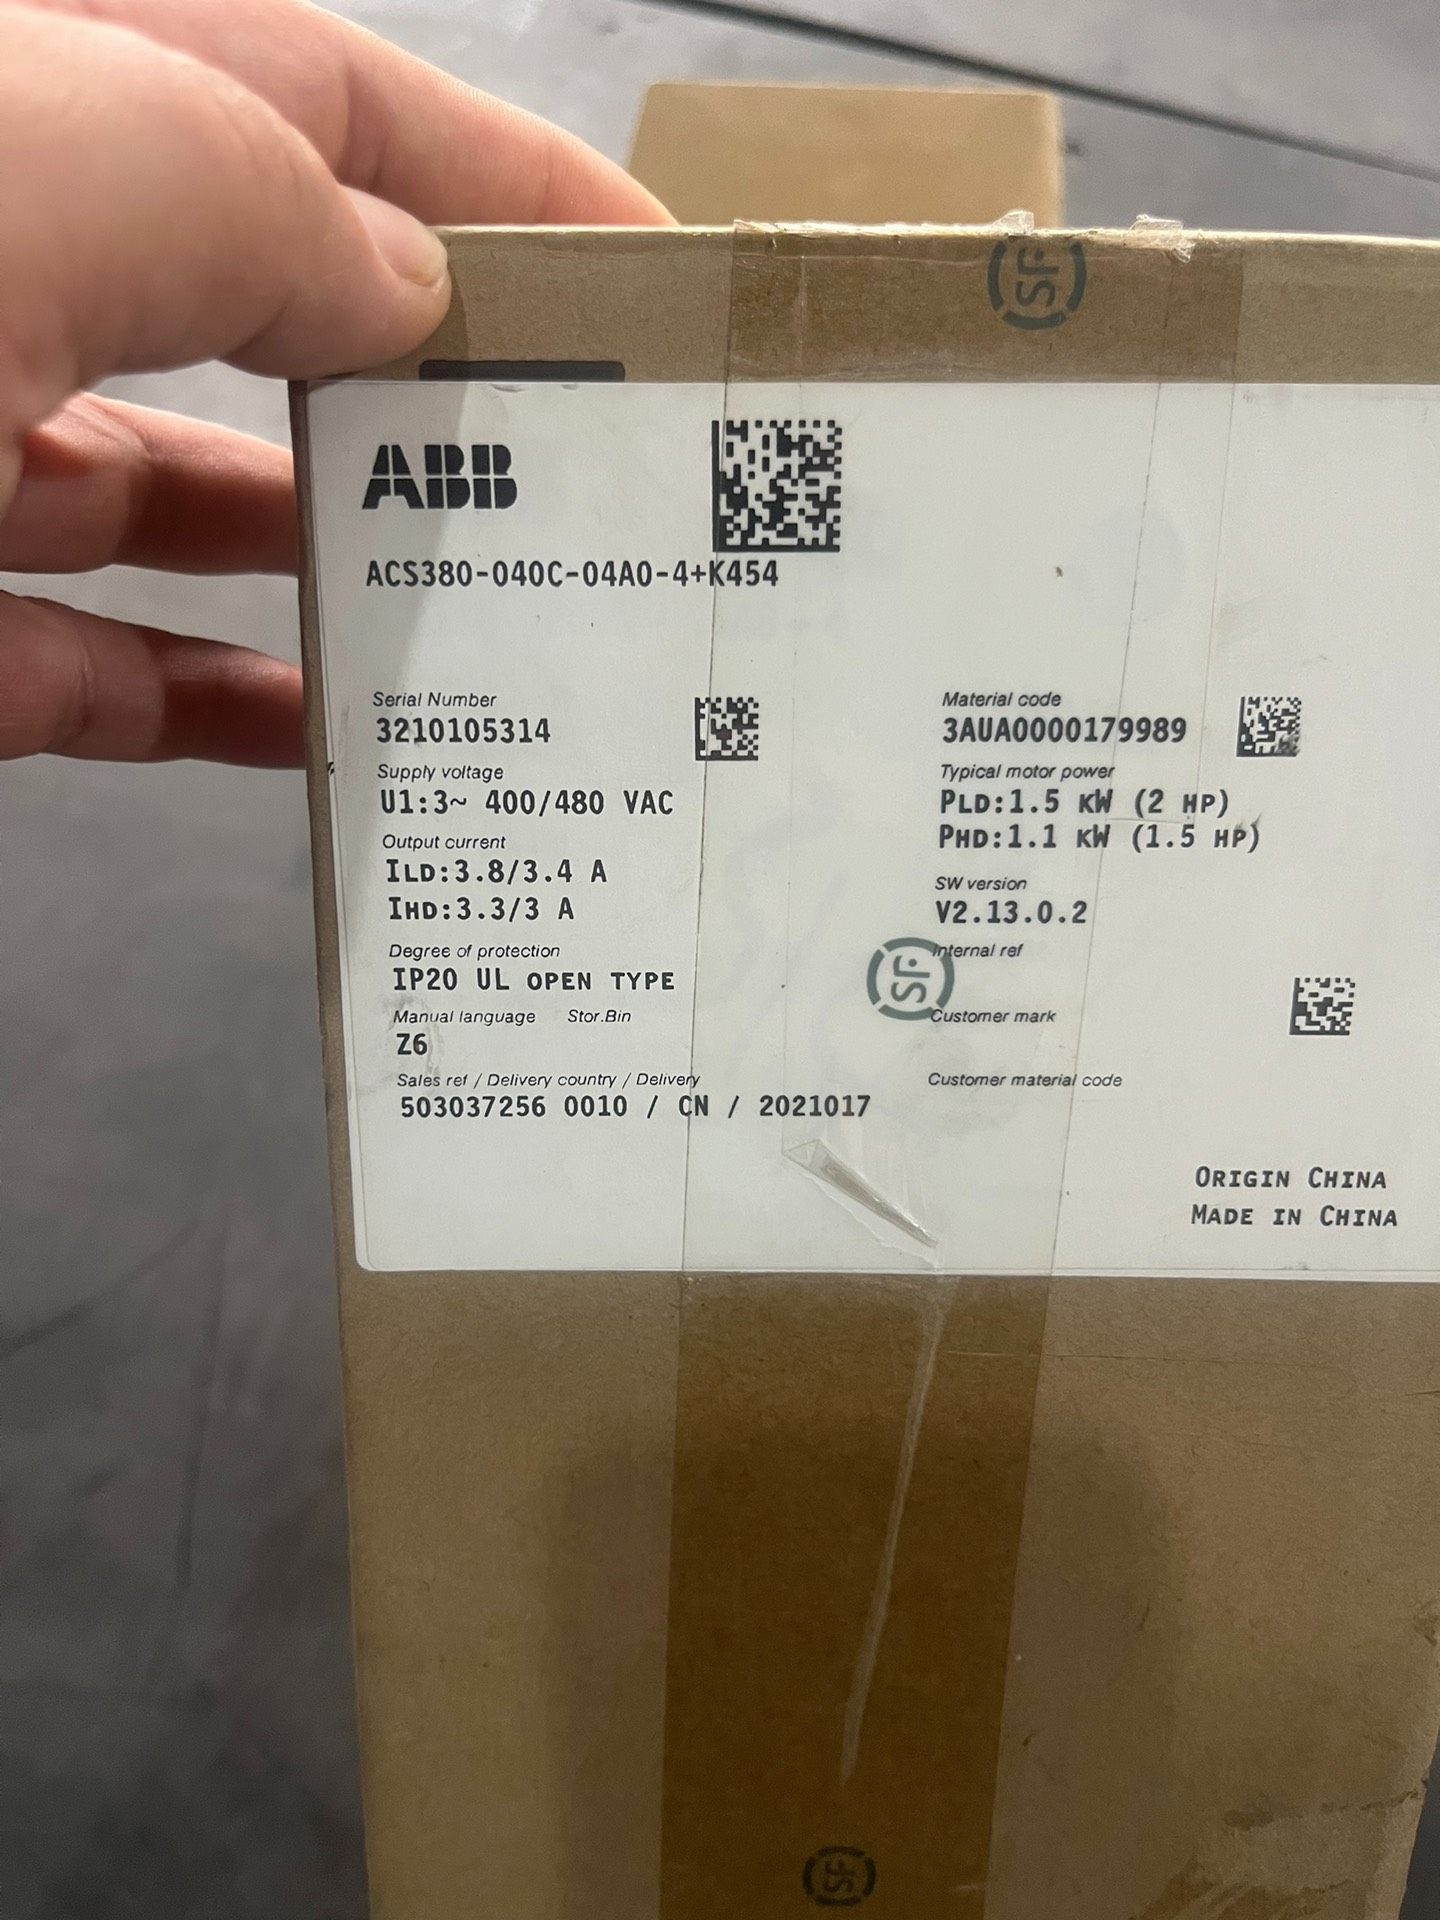 SF
ABB
ACS380-040C-04A0-4+K454
Serial Number
3210105314
Material code
3AUA0000179989
Supply voltage
U1:3~ 400/480 VAC
Typical motor power
PLD:1.5 KW (2 HP)
PHD:1.1 KW (1.5 HP)
Output current
ILD:3.8/3.4 A
IHD:3.3/3 A
SW version
V2.13.0.2
Degree of protection
IP20 UL OPEN TYPE
Internal ref
SF
Manual language Stor.Bin
Z6
Customer mark
Sales ref / Delivery country / Delivery
503037256 0010 / CN / 2021017
Customer material code
ORIGIN CHINA
MADE IN CHINA
SF